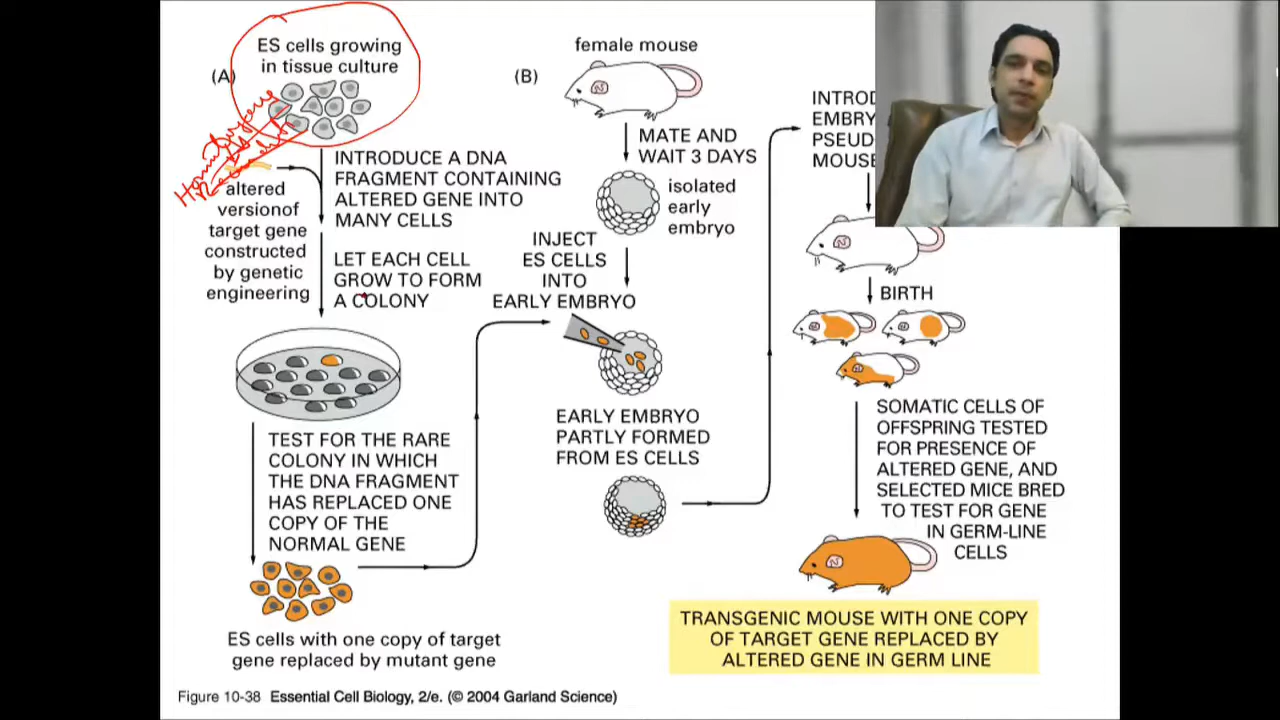 ES cells growing
in tissue culture
(A)
altered
versionof
target gene
constructed
by genetic
engineering
INTRODUCE A DNA
FRAGMENT CONTAINING
ALTERED GENE INTO
MANY CELLS
LET EACH CELL
GROW TO FORM
A COLONY
TEST FOR THE RARE
COLONY IN WHICH
THE DNA FRAGMENT
HAS REPLACED ONE
COPY OF THE
NORMAL GENE
ES cells with one copy of target
gene replaced by mutant gene
(B)
female mouse
MATE AND
WAIT 3 DAYS
isolated
early
embryo
INJECT
ES CELLS
INTO
EARLY EMBRYO
EARLY EMBRYO
PARTLY FORMED
FROM ES CELLS
INTROD
EMBRY
PSEUD
MOUSE
BIRTH
SOMATIC CELLS OF
OFFSPRING TESTED
FOR PRESENCE OF
ALTERED GENE, AND
SELECTED MICE BRED
TO TEST FOR GENE
IN GERM-LINE
CELLS
TRANSGENIC MOUSE WITH ONE COPY
OF TARGET GENE REPLACED BY
ALTERED GENE IN GERM LINE
Figure 10-38 Essential Cell Biology, 2/e. (© 2004 Garland Science)